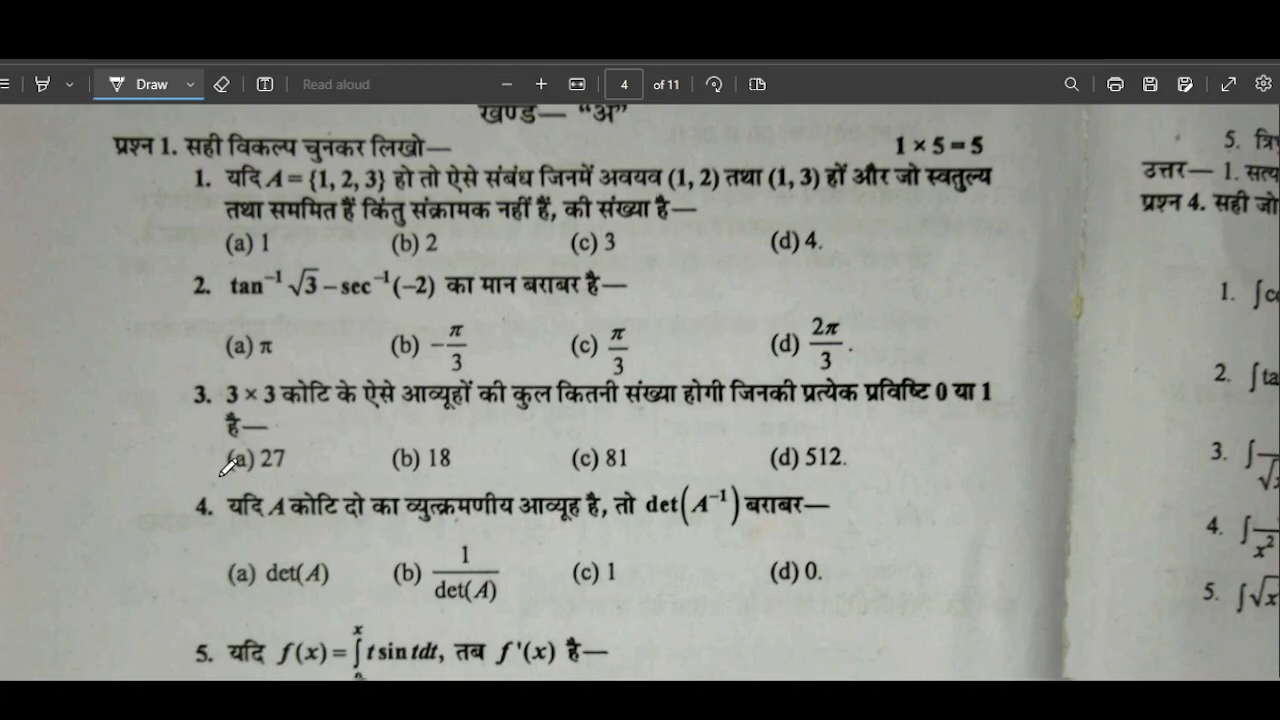 Draw
Read aloud
4 of 11
खण्ड— “अ”
प्रश्न 1. सही विकल्प चुनकर लिखो— 1 × 5 = 5
1. यदि A = {1, 2, 3} हो तो ऐसे संबंध जिनमें अवयव (1, 2) तथा (1, 3) हों और जो स्वतुल्य
तथा सममित हैं किंतु संक्रामक नहीं हैं, की संख्या है—
(a) 1 (b) 2 (c) 3 (d) 4.
2. tan⁻¹ √3 – sec⁻¹ (–2) का मान बराबर है—
(a) π (b) –π/3 (c) π/3 (d) 2π/3.
3. 3 × 3 कोटि के ऐसे आव्यूहों की कुल कितनी संख्या होगी जिनकी प्रत्येक प्रविष्टि 0 या 1
है—
(a) 27 (b) 18 (c) 81 (d) 512.
4. यदि A कोटि दो का व्युत्क्रमणीय आव्यूह है, तो det(A⁻¹) बराबर—
(a) det(A) (b) 1/det(A) (c) 1 (d) 0.
5. यदि f(x) = ∫₀ˣ t sin t dt, तब f '(x) है—
5. त्रि
उत्तर— 1. सत्य
प्रश्न 4. सही जो
1. ∫c
2. ∫ta
3. ∫
4. ∫ x²
5. ∫√x